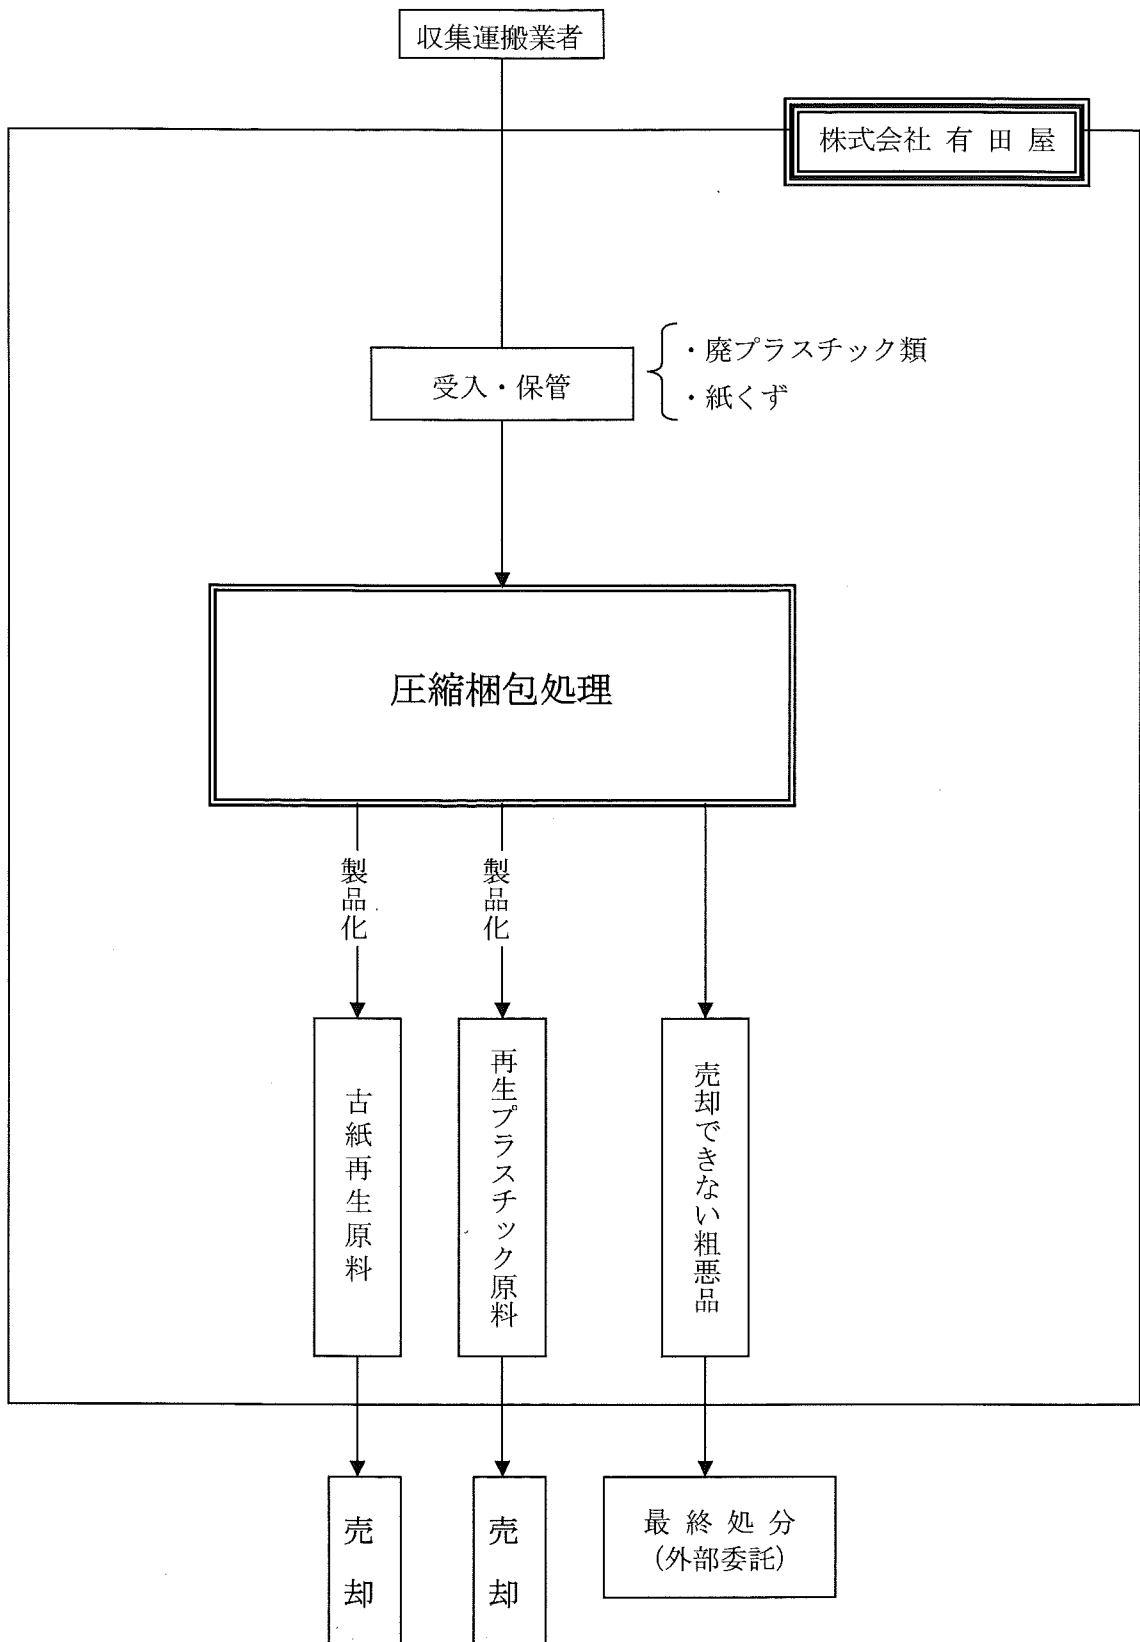 収集運搬業者
株式会社 有 田 屋
受入・保管
・廃プラスチック類
・紙くず
圧縮梱包処理
製品化
製品化
古紙再生原料
再生プラスチック原料
売却できない粗悪品
売却
売却
最 終 処 分
(外部委託)